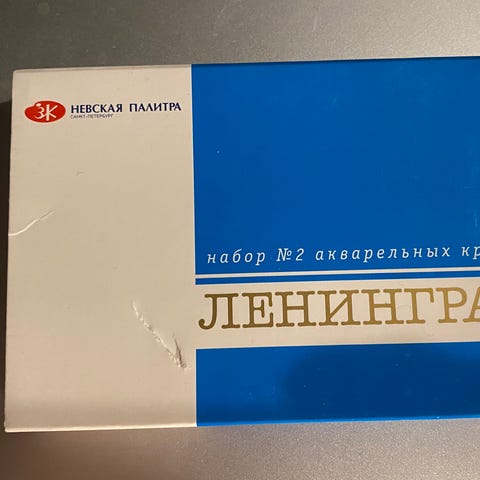 ЗК
НЕВСКАЯ ПАЛИТРА
САНКТ-ПЕТЕРБУРГ
набор №2 акварельных кр
ЛЕНИНГРА